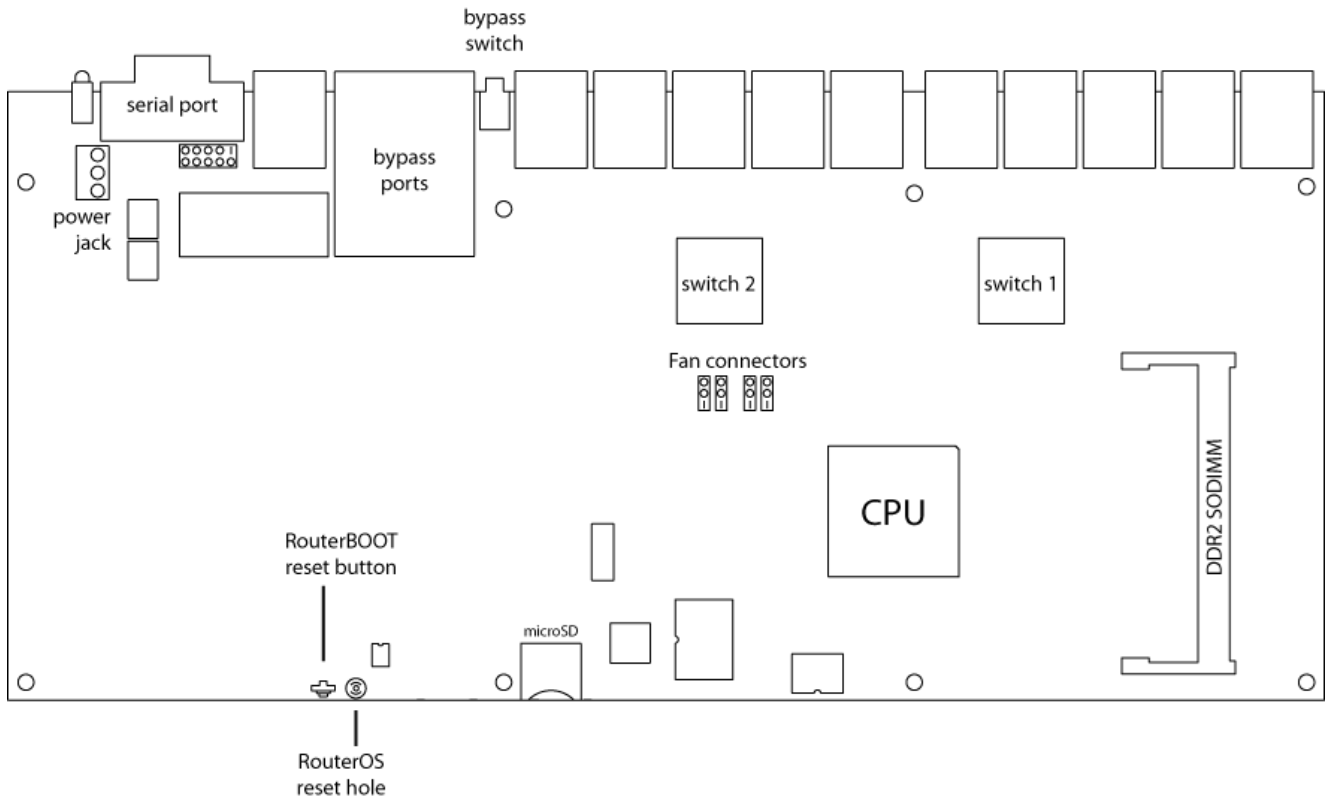 bypass
switch
serial port
bypass
ports
power
jack
switch 2
switch 1
Fan connectors
DDR2 SODIMM
CPU
RouterBOOT
reset button
microSD
RouterOS
reset hole